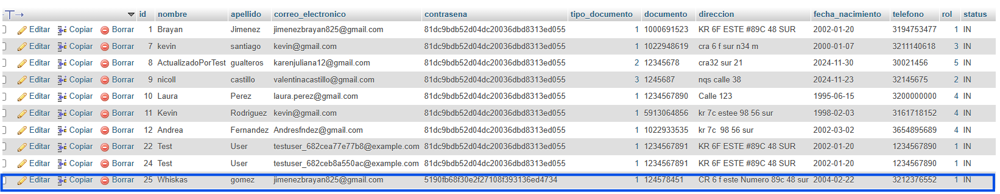 id nombre apellido correo_electronico contrasena tipo_documento documento direccion fecha_nacimiento telefono rol status
Editar Copiar Borrar 1 Brayan Jimenez jimenezbrayan825@gmail.com 81dc9bdb52d04dc20036dbd8313ed055 1 1000691523 KR 6F ESTE #89C 48 SUR 2002-01-20 3194753477 1 IN
Editar Copiar Borrar 7 kevin santiago kevin@gmail.com 81dc9bdb52d04dc20036dbd8313ed055 1 1022948619 cra 6 f sur n34 m 2000-01-07 3211140618 3 IN
Editar Copiar Borrar 8 ActualizadoPorTest gualteros karenjuliana12@gmail.com 81dc9bdb52d04dc20036dbd8313ed055 2 12345678 cra32 sur 21 2024-11-30 30021456 5 IN
Editar Copiar Borrar 9 nicoll castillo valentinacastillo@gmail.com 81dc9bdb52d04dc20036dbd8313ed055 3 1245687 nqs calle 38 2024-11-23 32145675 2 IN
Editar Copiar Borrar 10 Laura Perez laura.perez@gmail.com 81dc9bdb52d04dc20036dbd8313ed055 1 1234567890 Calle 123 1995-06-15 3200000000 4 IN
Editar Copiar Borrar 11 Kevin Rodriguez kevin@gmail.com 81dc9bdb52d04dc20036dbd8313ed055 1 5913064856 kr 7c estee 98 56 sur 1998-02-03 3161718152 4 IN
Editar Copiar Borrar 12 Andrea Fernandez Andresfndez@gmail.com 81dc9bdb52d04dc20036dbd8313ed055 1 1022933535 kr 7c 98 56 sur 2002-03-02 3654895689 4 IN
Editar Copiar Borrar 22 Test User testuser_682cea77e77b8@example.com 81dc9bdb52d04dc20036dbd8313ed055 1 1234567891 KR 6F ESTE #89C 48 SUR 2002-01-20 1234567890 1 IN
Editar Copiar Borrar 24 Test User testuser_682ceb8a550ac@example.com 81dc9bdb52d04dc20036dbd8313ed055 1 1234567891 KR 6F ESTE #89C 48 SUR 2002-01-20 1234567890 1 IN
Editar Copiar Borrar 25 Whiskas gomez jimenezbrayan825@gmail.com 5190fb68f30e2f27108f393136ed4734 1 124578451 CR 6 f este Numero 89c 48 sur 2004-02-22 3212376552 1 IN